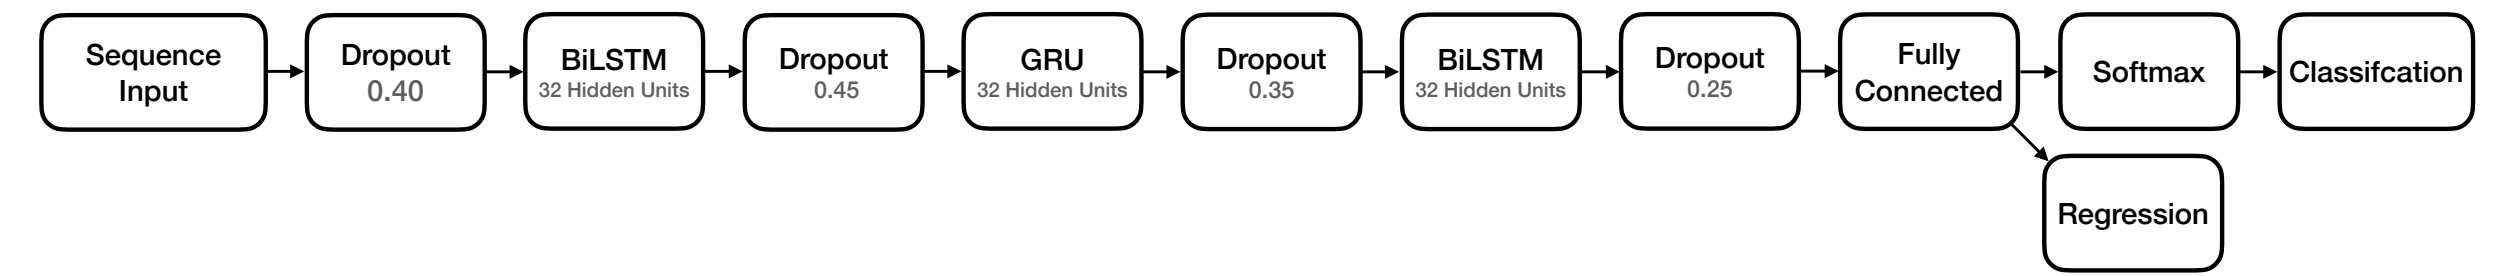 Sequence
Input
Dropout
0.40
BiLSTM
32 Hidden Units
Dropout
0.45
GRU
32 Hidden Units
Dropout
0.35
BiLSTM
32 Hidden Units
Dropout
0.25
Fully
Connected
Softmax
Classifcation
Regression